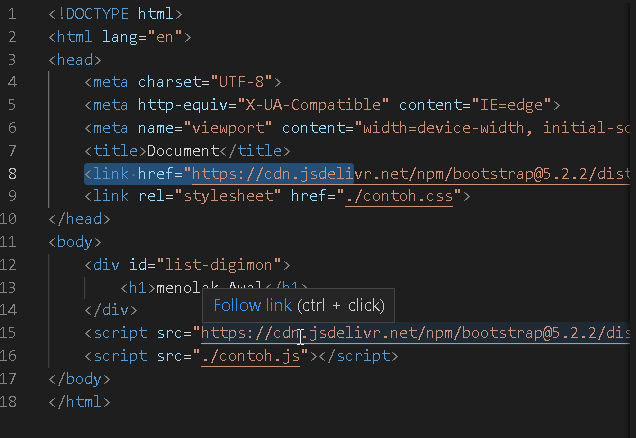 1 <!DOCTYPE html>
2 <html lang="en">
3 <head>
4 <meta charset="UTF-8">
5 <meta http-equiv="X-UA-Compatible" content="IE=edge">
6 <meta name="viewport" content="width=device-width, initial-sc
7 <title>Document</title>
8 <link href="https://cdn.jsdelivr.net/npm/bootstrap@5.2.2/dist
9 <link rel="stylesheet" href="./contoh.css">
10 </head>
11 <body>
12 <div id="list-digimon">
13 <h1>menolak Awal</h1>
Follow link (ctrl + click)
14 </div>
15 <script src="https://cdn.jsdelivr.net/npm/bootstrap@5.2.2/dis
16 <script src="./contoh.js"></script>
17 </body>
18 </html>